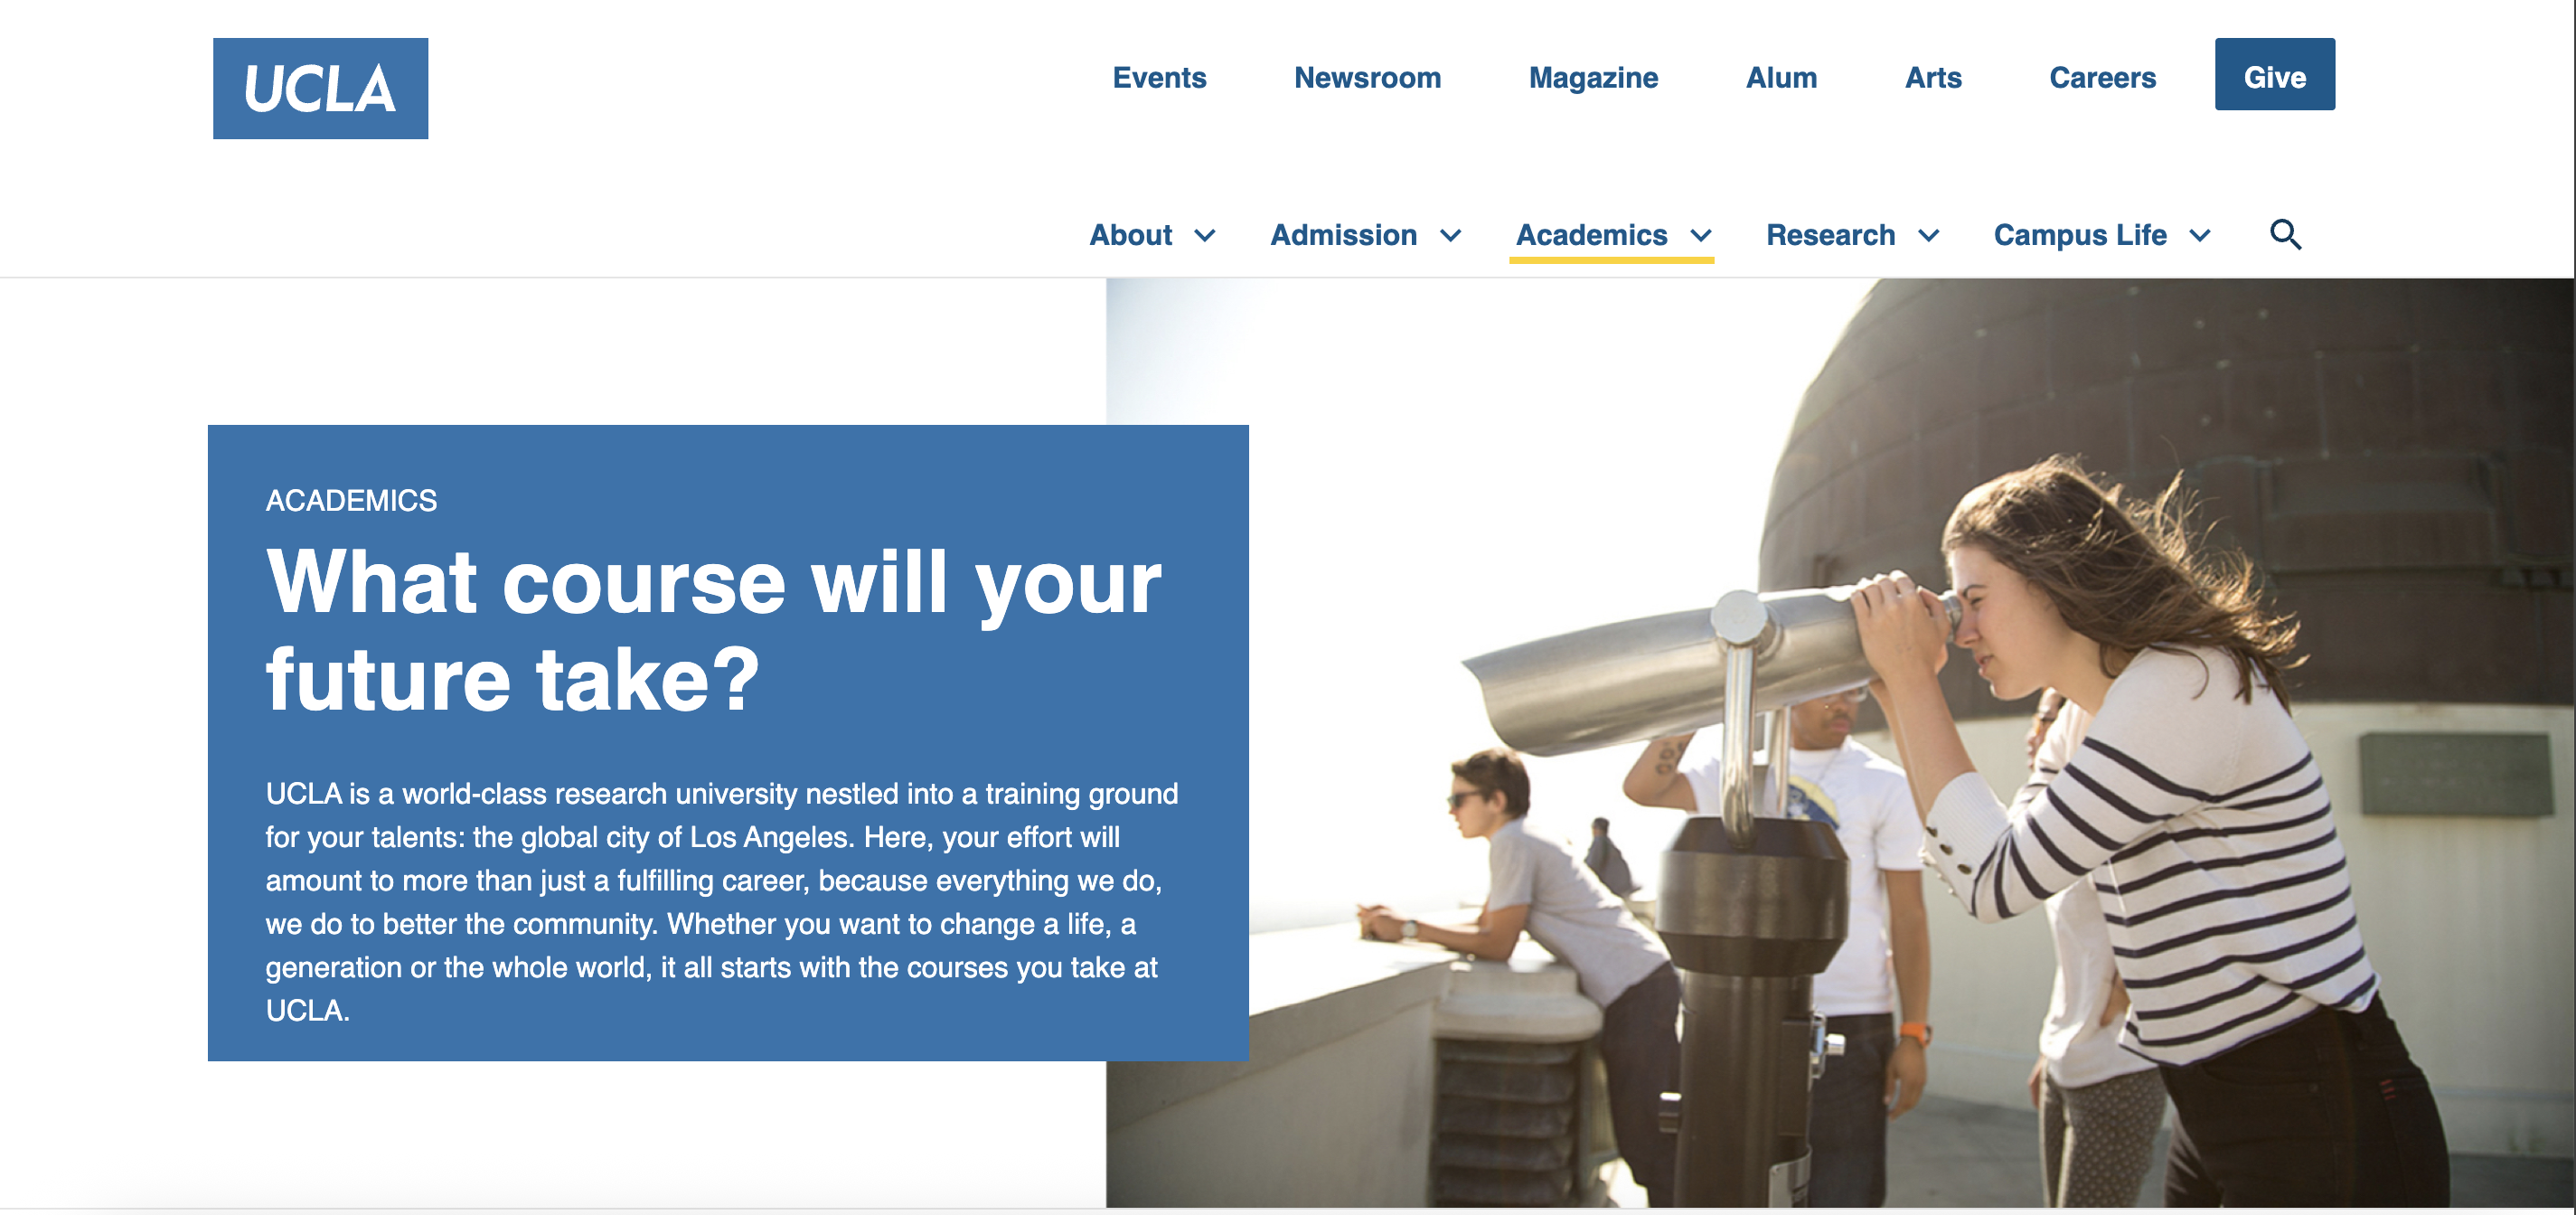 UCLA
Events Newsroom Magazine Alum Arts Careers Give
About Admission Academics Research Campus Life
ACADEMICS
What course will your
future take?
UCLA is a world-class research university nestled into a training ground
for your talents: the global city of Los Angeles. Here, your effort will
amount to more than just a fulfilling career, because everything we do,
we do to better the community. Whether you want to change a life, a
generation or the whole world, it all starts with the courses you take at
UCLA.